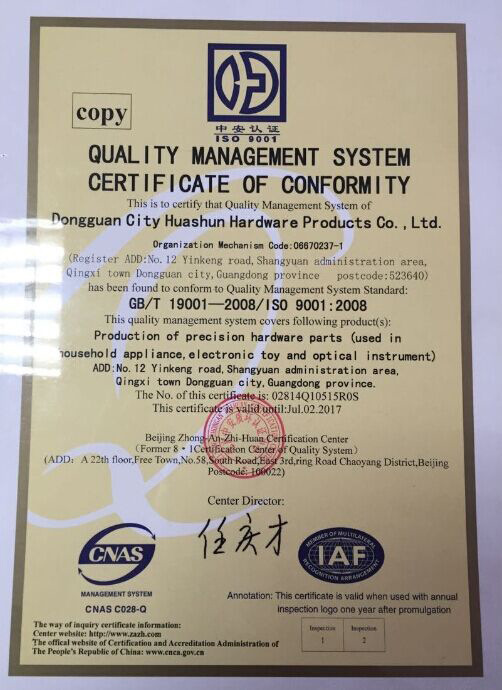 copy
中安认证
ISO 9001
QUALITY MANAGEMENT SYSTEM
CERTIFICATE OF CONFORMITY
This is to certify that Quality Management System of
Dongguan City Huashun Hardware Products Co.,Ltd.
Organization Mechanism Code:06670237-1
(Register ADD:No.12 Yinkeng road,Shangyuan administration area,
Qingxi town Dongguan city,Guangdong province postcode:523640)
has been found to conform to Quality Management System Standard:
GB/T 19001—2008/ISO 9001:2008
This quality management system covers following product(s):
Production of precision hardware parts (used in
household appliance,electronic toy and optical instrument)
ADD:No.12 Yinkeng road,Shangyuan administration area,
Qingxi town Dongguan city,Guangdong province.
The No. of this certificate is: 02814Q10515R0S
This certificate is valid until:Jul.02.2017
Beijing Zhong-An-Zhi-Huan Certification Center
(Former 8·1Certification Center of Quality System)
(ADD: A 22th floor,Free Town,No.58,South Road,East 3rd,ring Road Chaoyang District,Beijing
Postcode: 100022)
Center Director:
任庆才
CNAS
MANAGEMENT SYSTEM
CNAS C028-Q
MEMBER OF MULTILATERAL
IAF
RECOGNITION ARRANGEMENT
Annotation: This certificate is valid when used with annual
inspection logo one year after promulgation
The way of inquiry certificate information:
Center website: http://www.zazh.com
The offical website of Certification and Accreditation Administration of
The People's Republic of China: www.cnca.gov.cn
Inspection
1
Inspection
2